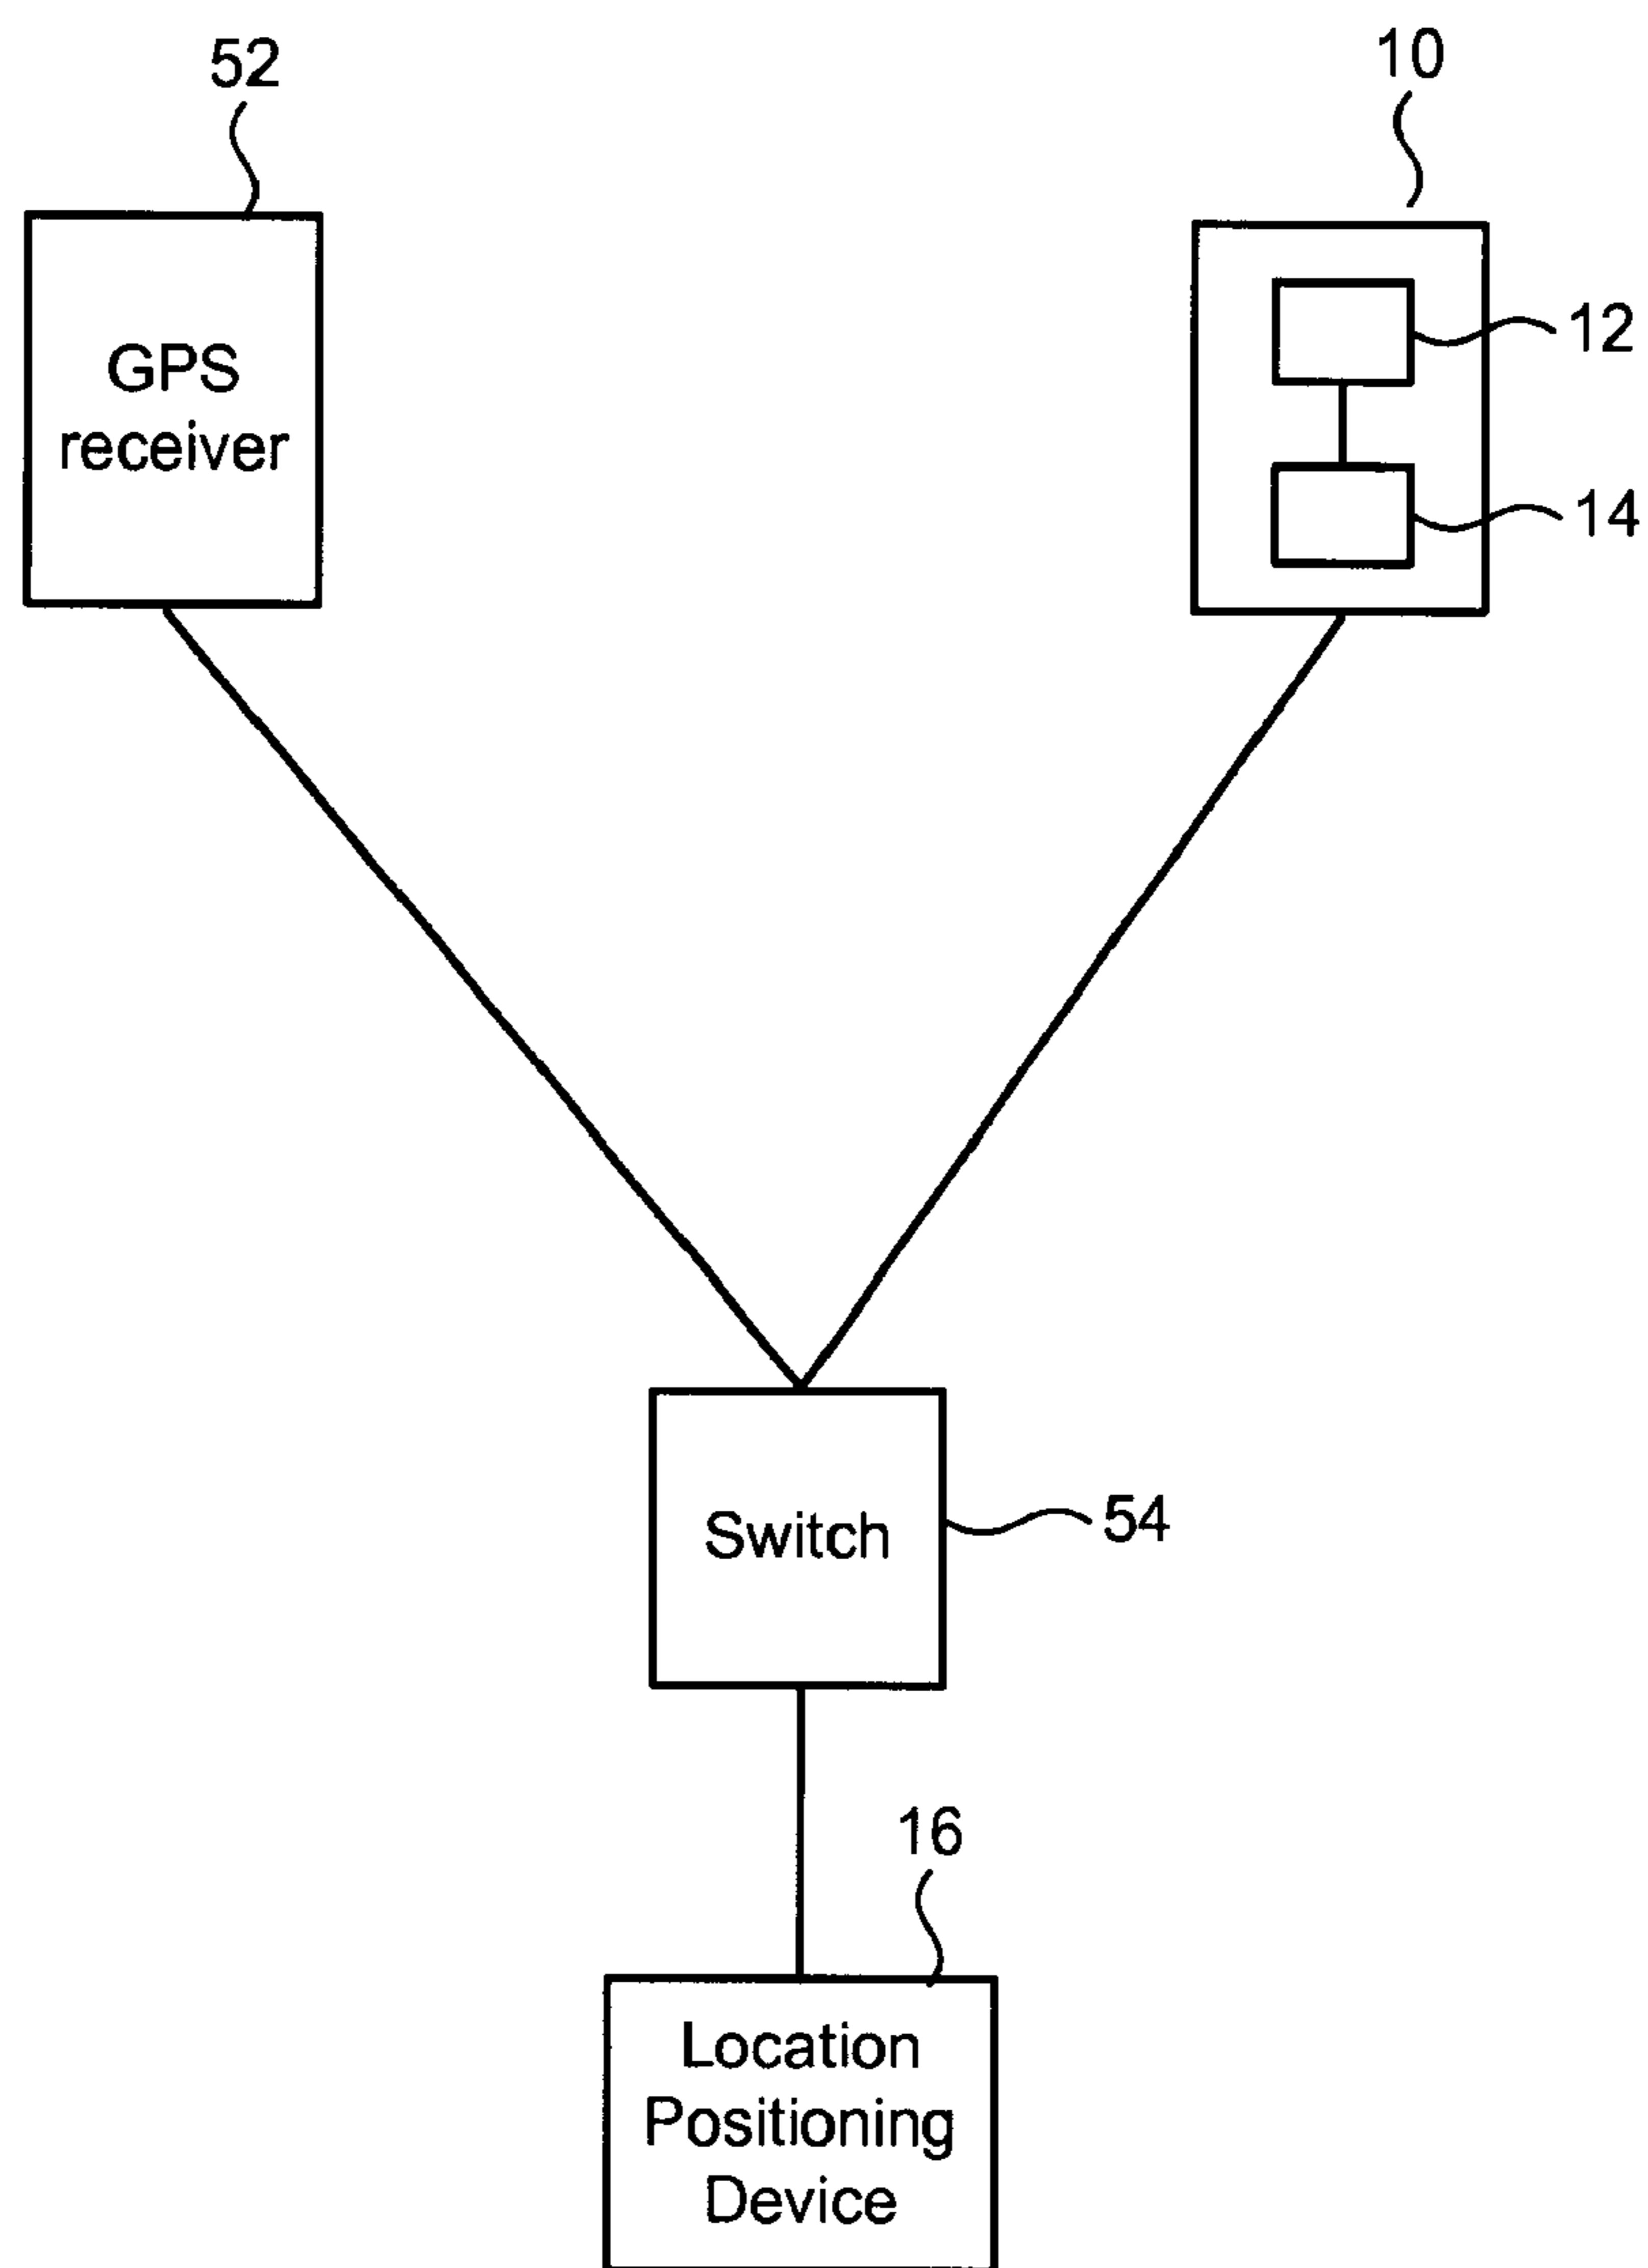 52
10
GPS
receiver
12
14
Switch
54
16
Location
Positioning
Device